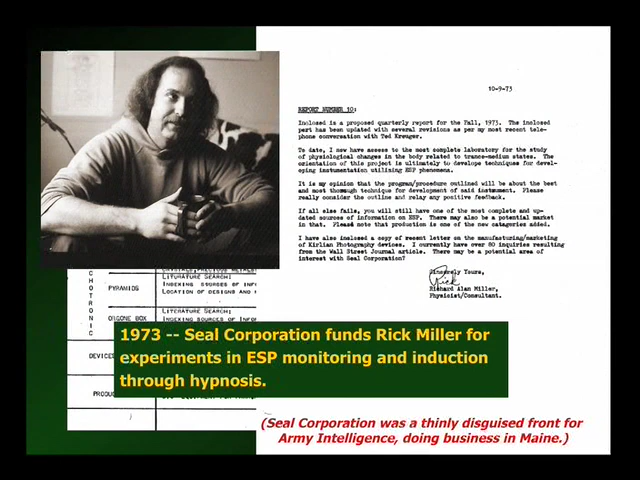 10-9-73
REPORT NUMBER 10:
Inclosed is a proposed quarterly report for the Fall, 1973. The inclosed
part has been updated with several revisions as per my most recent tele-
phone conversation with Ted Kreuger.
To date, I now have access to the most complete laboratory for the study
of physiological changes in the body related to trance-medium states. The
orientation of this project is ultimately to develope techniques for devel-
oping instrumentation utilizing ESP phenomena.
It is my opinion that the program/procedure outlined will be about the best
and most thorough technique for development of said instrument. Please
really consider the outline and relay any positive feedback.
If all else fails, you will still have one of the most complete and up-
dated sources of information on ESP. There may also be a potential market
in that. Please note that production is one of the new catagories added.
I have also inclosed a copy of recent letter on the manufacturing/marketing
of Kirlian Photography devices. I currently have over 80 inquiries resulting
from the Wall Street Journal article. There may be a potential area of
interest with Seal Corporation?
Sincerely Yours,
Rick
Richard Alan Miller,
Physicist/Consultant.
CHOTRONIC
PYRAMIDS
LITURATURE SEARCH:
INDEXING SOURCES OF INF
LOCATION OF DESIGNS AND
ORGONE BOX
LITERATURE SEARCH:
INDEXING SOURCES OF INF
DEVICE
PRODU
1973 -- Seal Corporation funds Rick Miller for
experiments in ESP monitoring and induction
through hypnosis.
(Seal Corporation was a thinly disguised front for
Army Intelligence, doing business in Maine.)